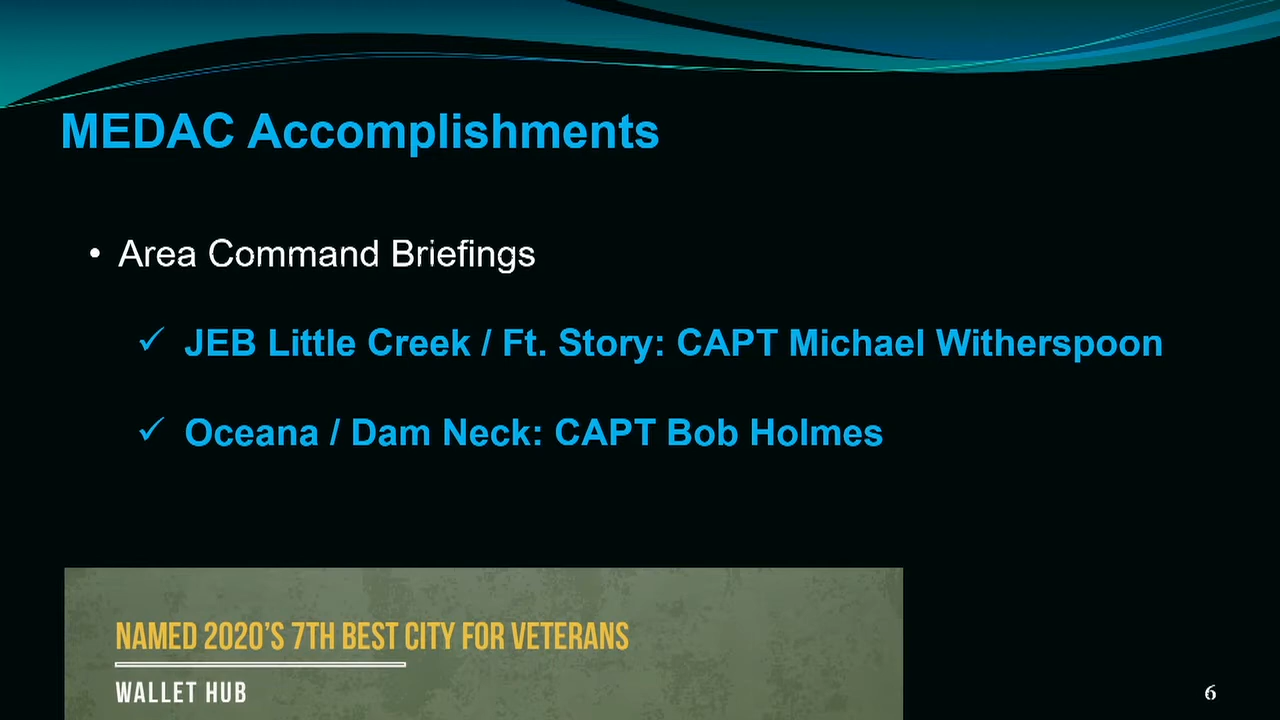 MEDAC Accomplishments
• Area Command Briefings
✓ JEB Little Creek / Ft. Story: CAPT Michael Witherspoon
✓ Oceana / Dam Neck: CAPT Bob Holmes
NAMED 2020'S 7TH BEST CITY FOR VETERANS
WALLET HUB
6